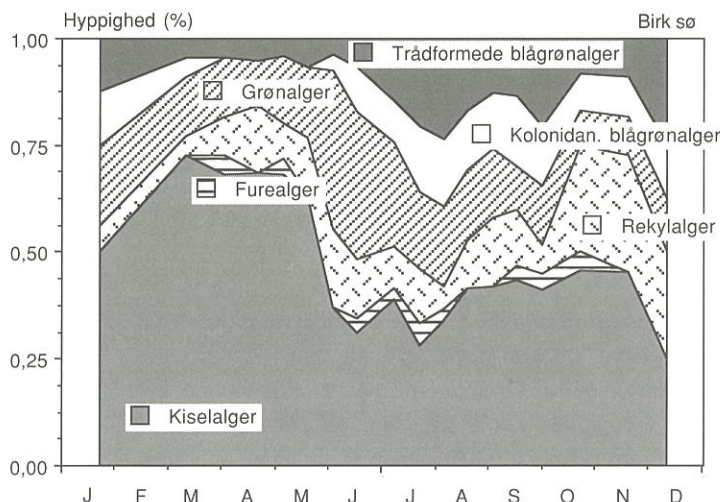 Hyppighed (%)
Birk sø
1,00
Trådformede blågrønalger
Grønalger
0,75
Kolonidan. blågrønalger
Furealger
0,50
Rekylalger
0,25
Kiselalger
0,00
J F M A M J J A S O N D